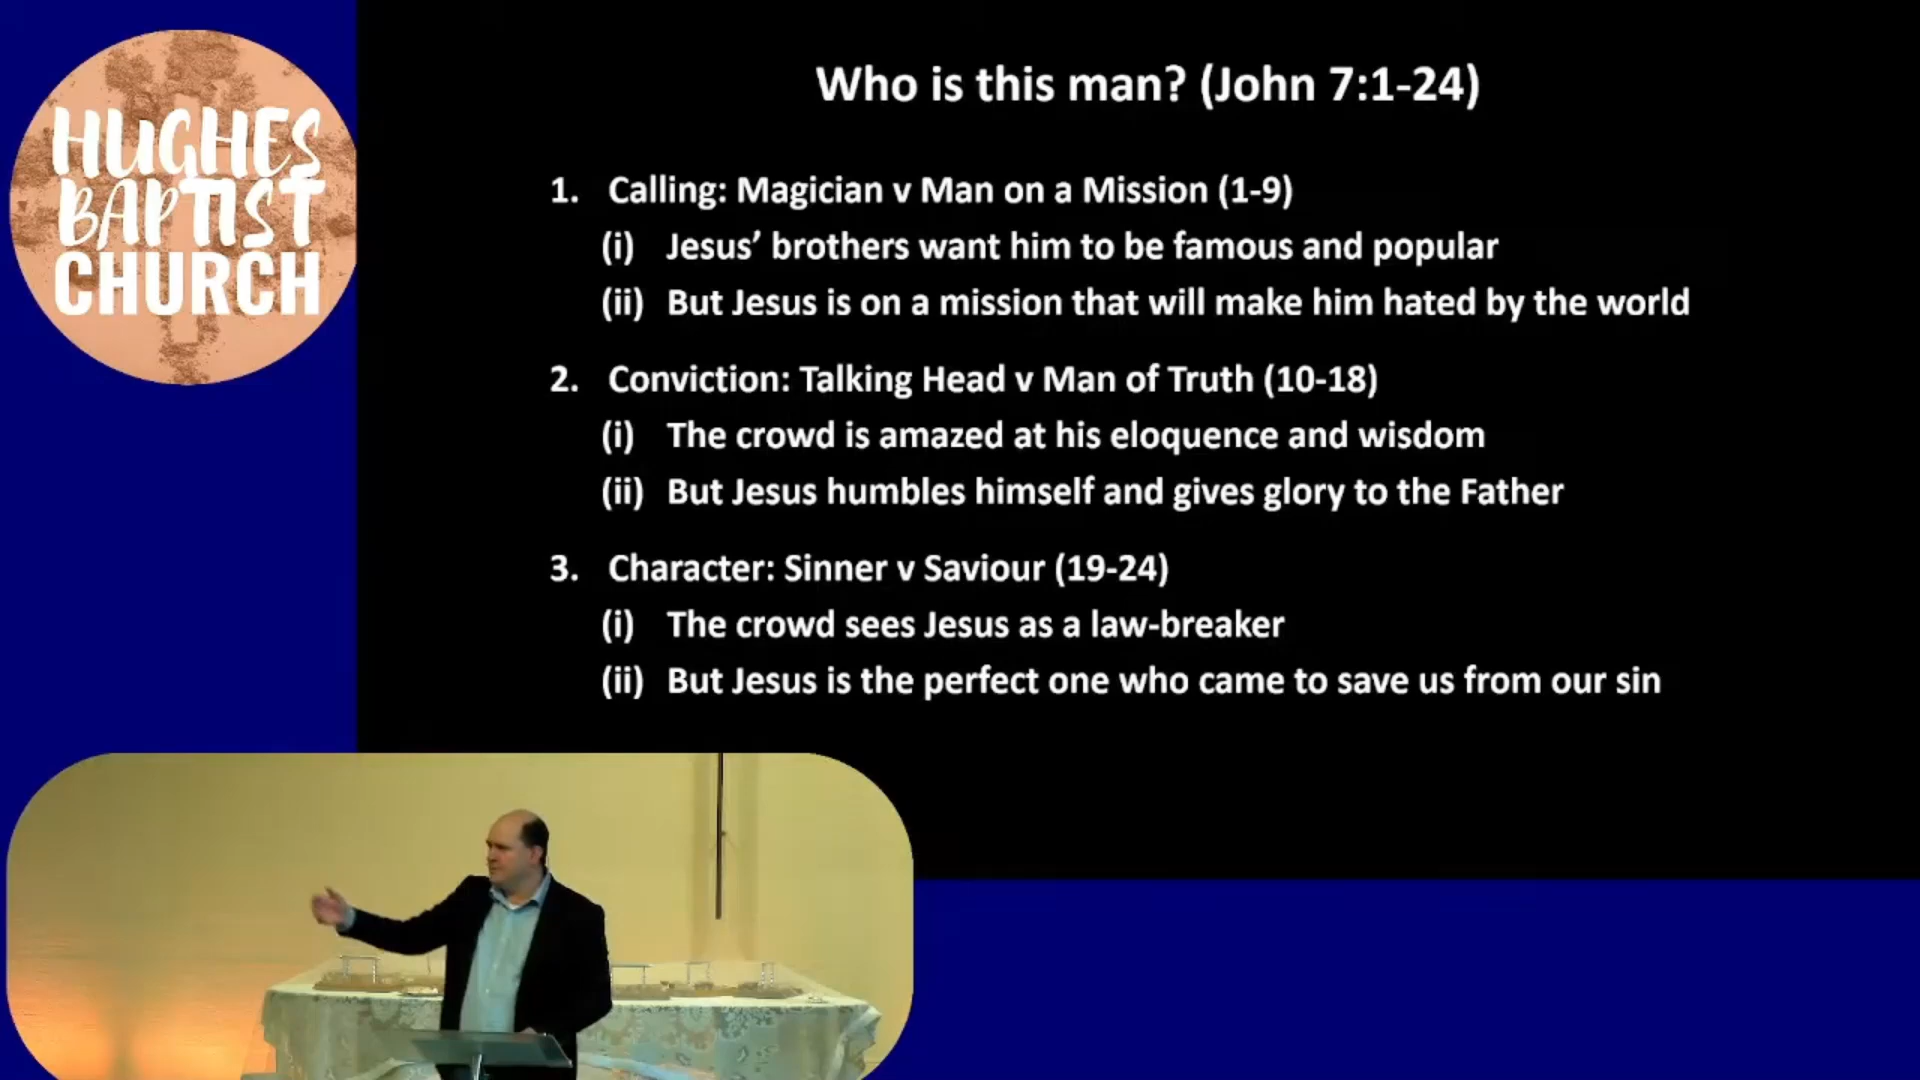 HUGHES
BAPTIST
CHURCH
Who is this man? (John 7:1-24)
1. Calling: Magician v Man on a Mission (1-9)
(i) Jesus’ brothers want him to be famous and popular
(ii) But Jesus is on a mission that will make him hated by the world
2. Conviction: Talking Head v Man of Truth (10-18)
(i) The crowd is amazed at his eloquence and wisdom
(ii) But Jesus humbles himself and gives glory to the Father
3. Character: Sinner v Saviour (19-24)
(i) The crowd sees Jesus as a law-breaker
(ii) But Jesus is the perfect one who came to save us from our sin